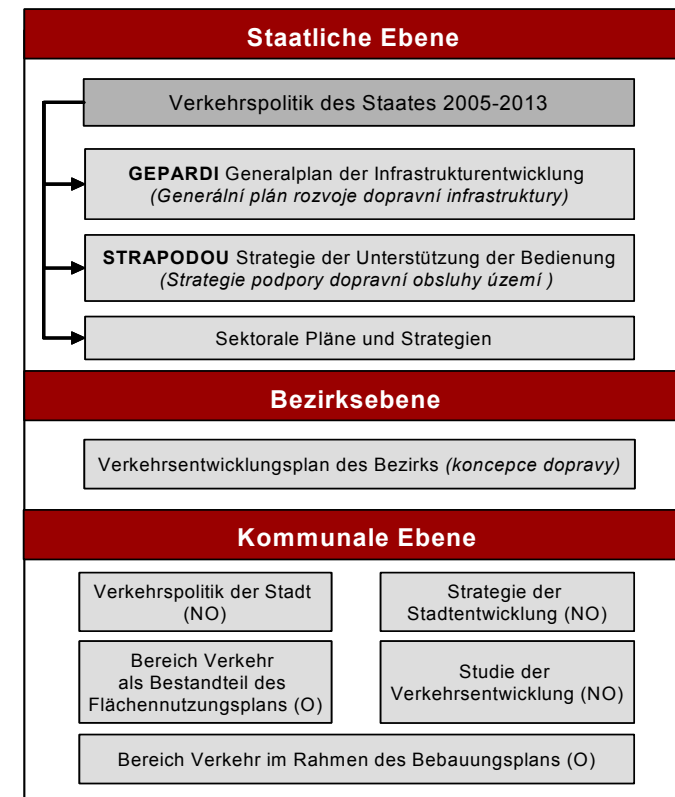 Staatliche Ebene
Verkehrspolitik des Staates 2005-2013
GEPARDI Generalplan der Infrastrukturentwicklung
(Generální plán rozvoje dopravní infrastruktury)
STRAPODOU Strategie der Unterstützung der Bedienung
(Strategie podpory dopravní obsluhy území )
Sektorale Pläne und Strategien
Bezirksebene
Verkehrsentwicklungsplan des Bezirks (koncepce dopravy)
Kommunale Ebene
Verkehrspolitik der Stadt
(NO)
Strategie der
Stadtentwicklung (NO)
Bereich Verkehr
als Bestandteil des
Flächennutzungsplans (O)
Studie der
Verkehrsentwicklung (NO)
Bereich Verkehr im Rahmen des Bebauungsplans (O)